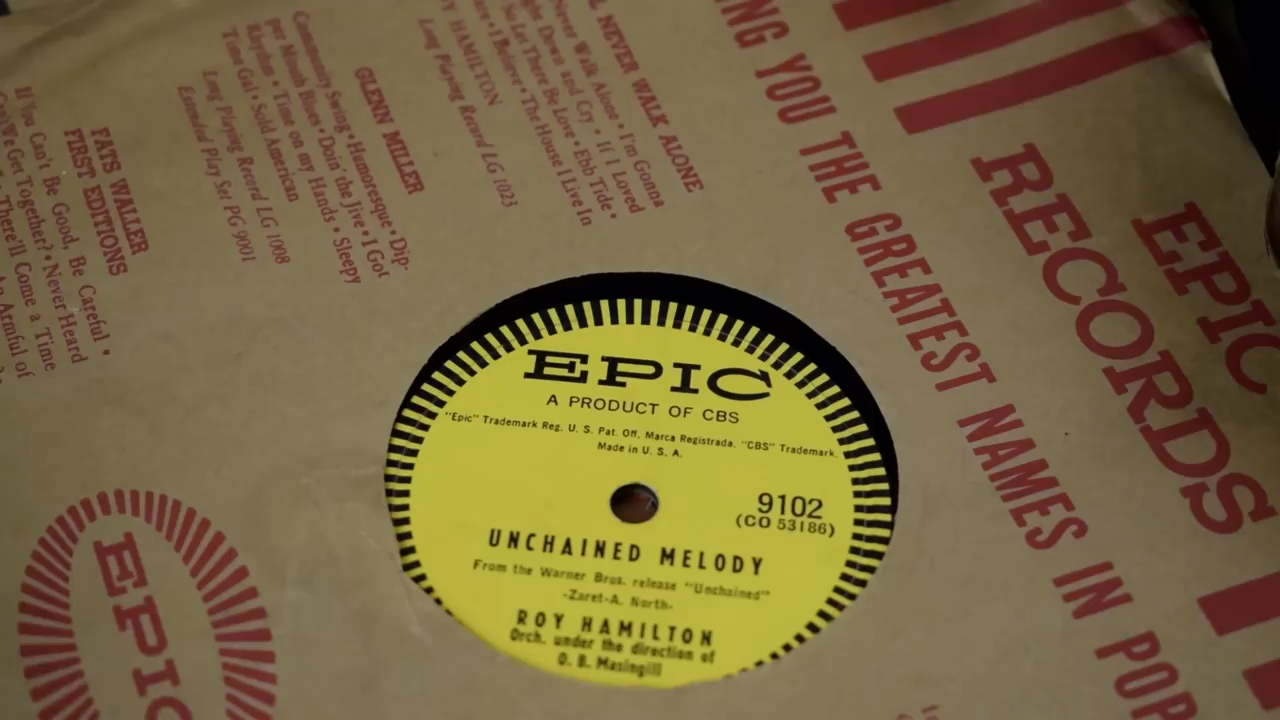 EPIC
A PRODUCT OF CBS
"Epic" Trademark Reg. U. S. Pat. Off. Marca Registrada. "CBS" Trademark.
Made in U. S. A.
9102
(CO 53186)
UNCHAINED MELODY
From the Warner Bros. release "Unchained"
-Zaret-A. North-
ROY HAMILTON
Orch. under the direction of
O. B. Masingill
EPIC
RECORDS
YOU THE GREATEST NAMES IN POP
NEVER WALK ALONE
Never Walk Alone • I'm Gonna
Down and Cry • If I Loved
So Let There Be Love • Ebb Tide •
• I Believe • The House I Live In
HAMILTON
Long Playing Record LG 1023
GLENN MILLER
Community Swing • Humoresque • Dip-
per Mouth Blues • Doin' the Jive • I Got
Rhythm • Time on my Hands • Sleepy
Time Gal • Sold American
Long Playing Record LG 1008
Extended Play Set PG 9001
FATS WALLER
FIRST EDITIONS
If You Can't Be Good, Be Careful •
Can't We Get Together? • Never Heard
There'll Come a Time
An Armful of
EPIC